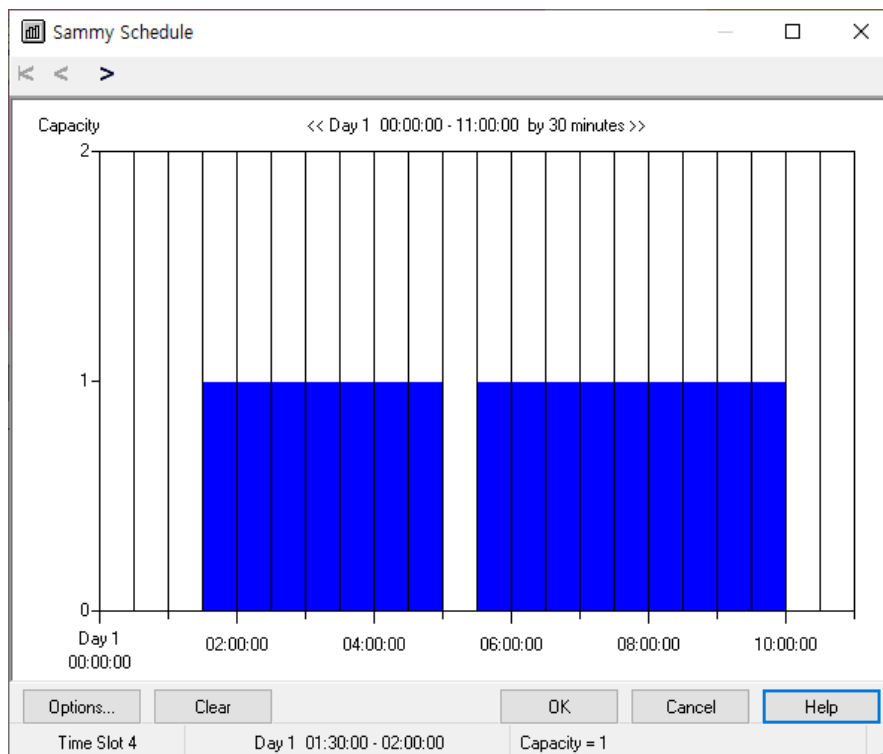 Sammy Schedule
Capacity << Day 1 00:00:00 - 11:00:00 by 30 minutes >>
2
1
0
Day 1
00:00:00 02:00:00 04:00:00 06:00:00 08:00:00 10:00:00
Options... Clear OK Cancel Help
Time Slot 4 Day 1 01:30:00 - 02:00:00 Capacity = 1